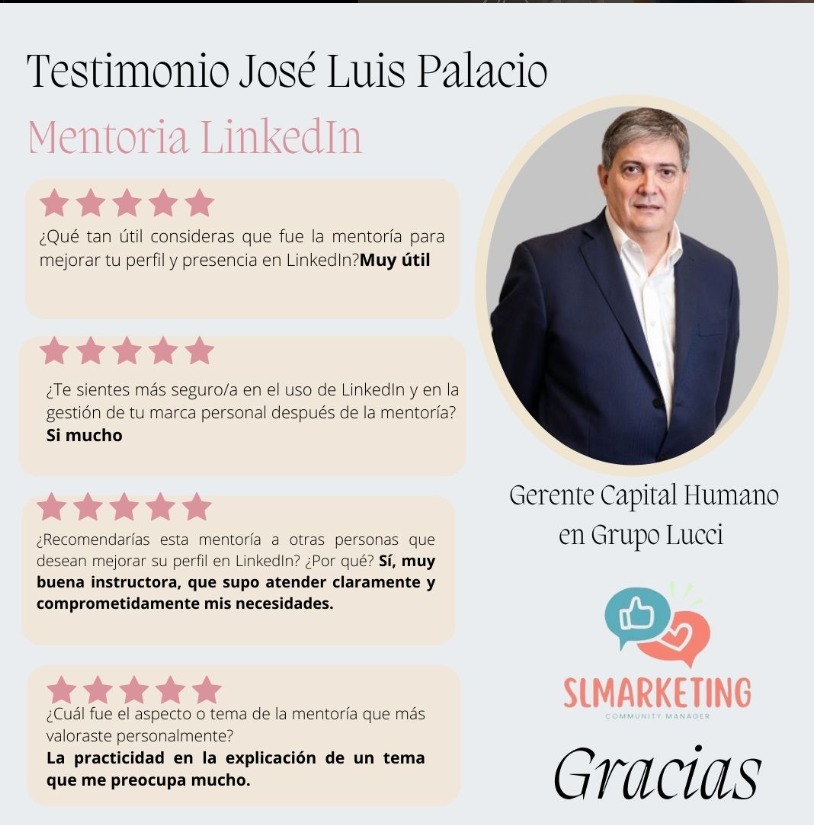 Testimonio José Luis Palacio
Mentoria LinkedIn
¿Qué tan útil consideras que fue la mentoría para
mejorar tu perfil y presencia en LinkedIn?Muy útil
¿Te sientes más seguro/a en el uso de LinkedIn y en la
gestión de tu marca personal después de la mentoría?
Si mucho
¿Recomendarías esta mentoría a otras personas que
desean mejorar su perfil en LinkedIn? ¿Por qué? Sí, muy
buena instructora, que supo atender claramente y
comprometidamente mis necesidades.
¿Cuál fue el aspecto o tema de la mentoría que más
valoraste personalmente?
La practicidad en la explicación de un tema
que me preocupa mucho.
Gerente Capital Humano
en Grupo Lucci
SLMARKETING
COMMUNITY MANAGER
Gracias